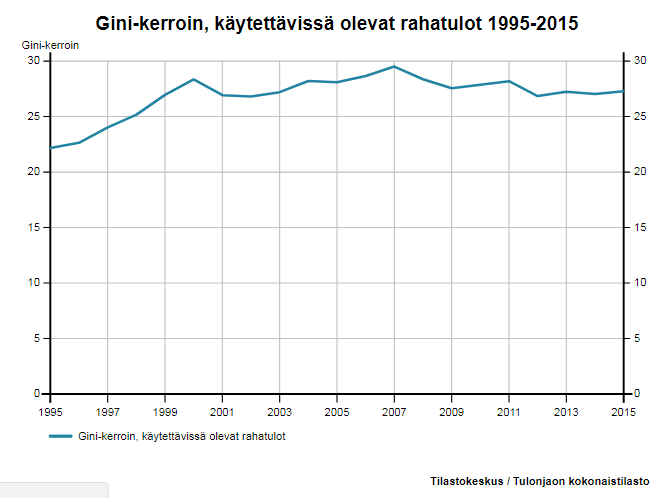 Gini-kerroin, käytettävissä olevat rahatulot 1995-2015
Gini-kerroin
30 30
25 25
20 20
15 15
10 10
5 5
0 0
1995 1997 1999 2001 2003 2005 2007 2009 2011 2013 2015
Gini-kerroin, käytettävissä olevat rahatulot
Tilastokeskus / Tulonjaon kokonaistilasto